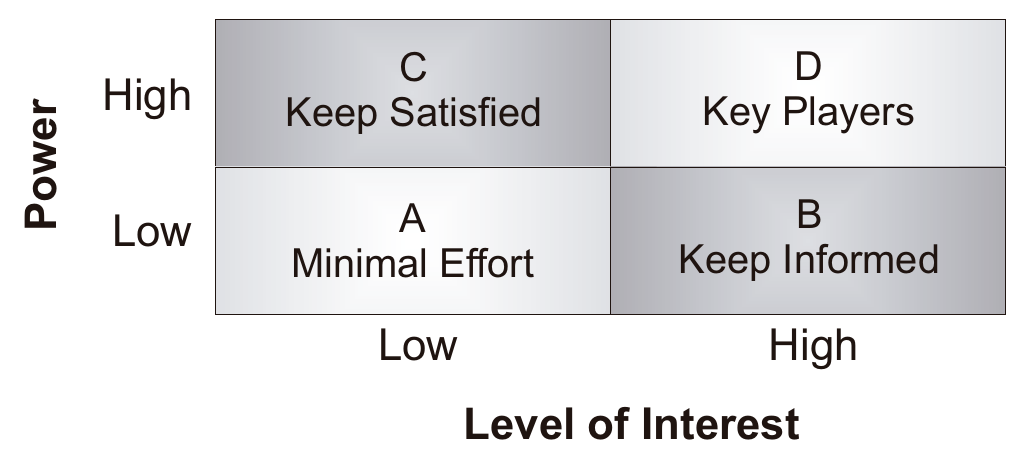 Power
High
C
Keep Satisfied
D
Key Players
Low
A
Minimal Effort
B
Keep Informed
Low
High
Level of Interest